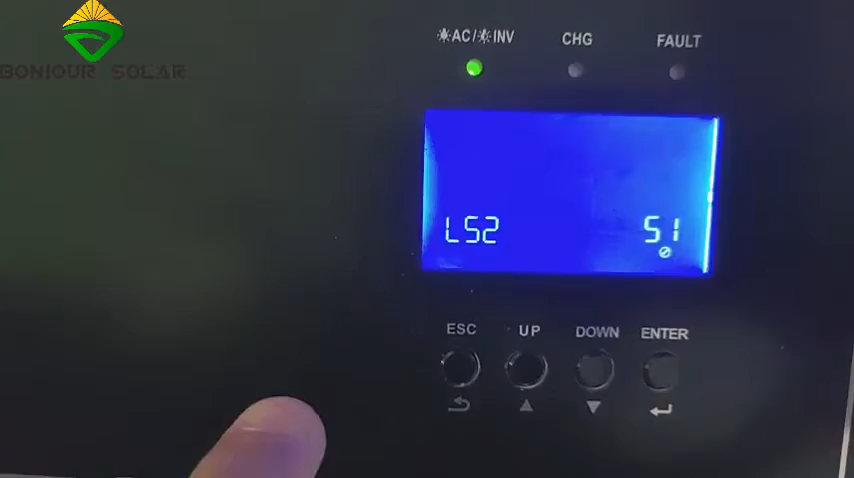 BONJOUR SOLAR
AC/INV CHG FAULT
LS2 51
ESC UP DOWN ENTER